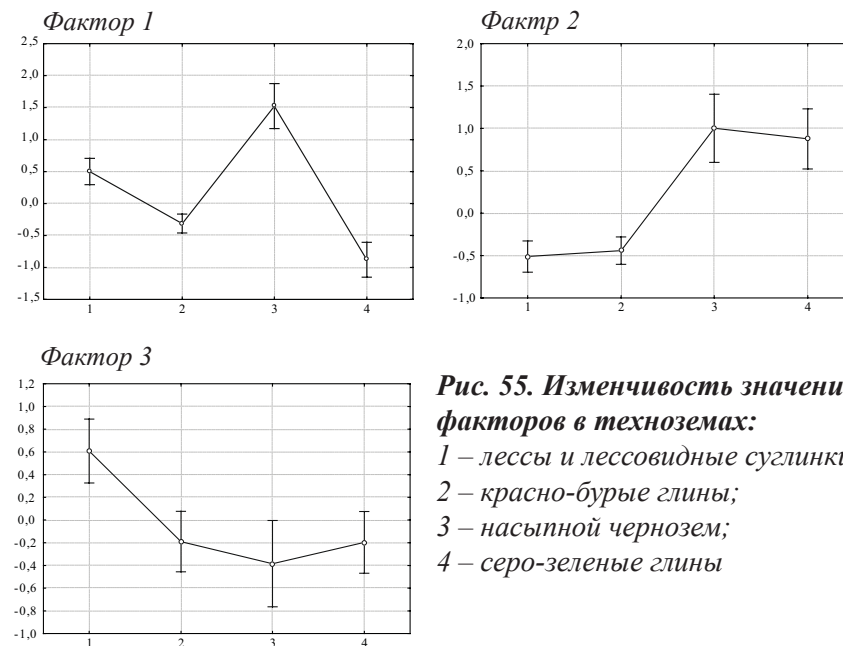 Фактор 1
2,5
2,0
1,5
1,0
0,5
0,0
-0,5
-1,0
-1,5
1 2 3 4
Фактр 2
2,0
1,5
1,0
0,5
0,0
-0,5
-1,0
1 2 3 4
Фактор 3
1,2
1,0
0,8
0,6
0,4
0,2
0,0
-0,2
-0,4
-0,6
-0,8
-1,0
1 2 3 4
Рис. 55. Изменчивость значени
факторов в техноземах:
1 – лессы и лессовидные суглинки
2 – красно-бурые глины;
3 – насыпной чернозем;
4 – серо-зеленые глины